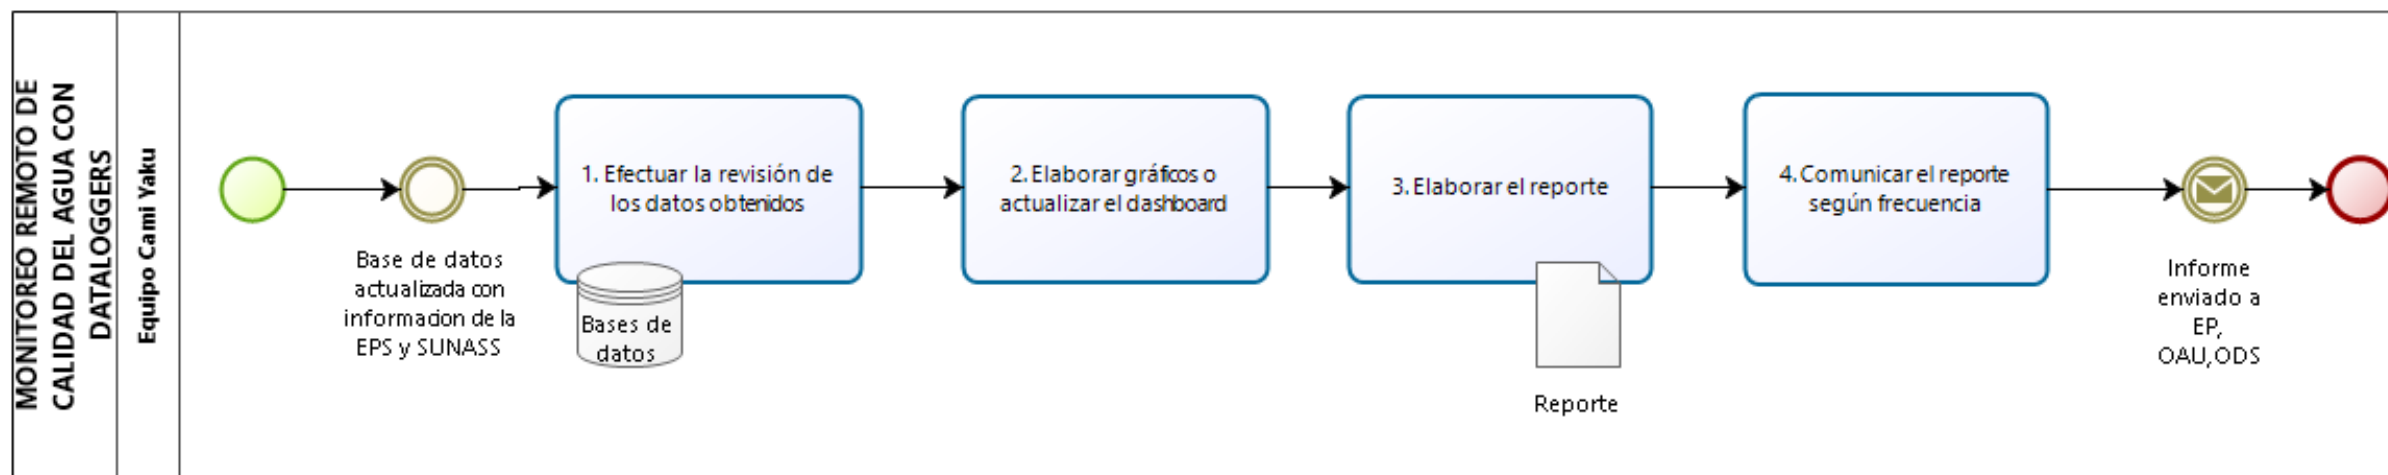 MONITOREO REMOTO DE
CALIDAD DEL AGUA CON
DATALOGGERS
Equipo Cami Yaku
Base de datos
actualizada con
informacion de la
EPS y SUNASS
1. Efectuar la revisión de
los datos obtenidos
Bases de
datos
2. Elaborar gráficos o
actualizar el dashboard
3. Elaborar el reporte
Reporte
4. Comunicar el reporte
según frecuencia
Informe
enviado a
EP,
OAU,ODS